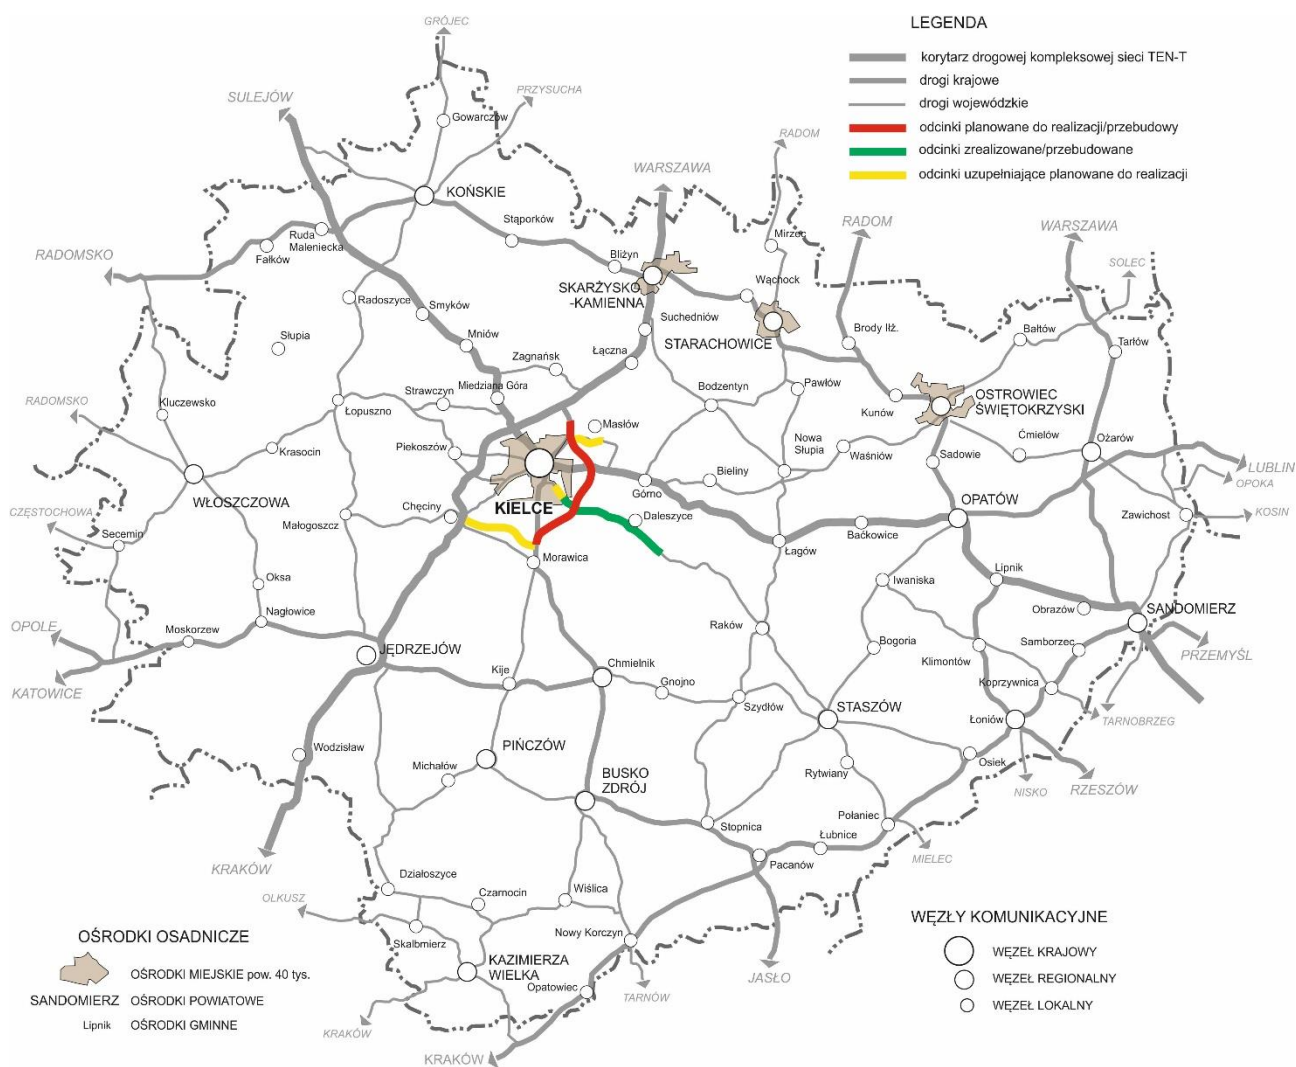 LEGENDA
korytarz drogowej kompleksowej sieci TEN-T
drogi krajowe
drogi wojewódzkie
odcinki planowane do realizacji/przebudowy
odcinki zrealizowane/przebudowane
odcinki uzupełniające planowane do realizacji
GRÓJEC
SULEJÓW
PRZYSUCHA
Gowarczów
RADOM
WARSZAWA
KOŃSKIE
Stąporków
RADOM
WARSZAWA
Mirzec
Ruda
Maleniecka
RADOMSKO
Fałków
Bliżyn
SOLEC
SKARŻYSKO
-KAMIENNA
Wąchock
Radoszyce
Smyków
Suchedniów
STARACHOWICE
Brody Iłż.
Bałtów
Tarłów
Słupia
Mniów
Zagnańsk
Łączna
Miedziana Góra
Strawczyn
Bodzentyn
Pawłów
OSTROWIEC
ŚWIĘTOKRZYSKI
Kunów
RADOMSKO
Kluczewsko
Łopuszno
Masłów
Krasocin
Piekoszów
Nowa
Słupia
Waśniów
Ćmielów
Ożarów
Sadowie
LUBLIN
OPOKA
WŁOSZCZOWA
Bieliny
Górno
KIELCE
Chęciny
OPATÓW
CZĘSTOCHOWA
Małogoszcz
Daleszyce
Zawichost
KOSIN
Secemin
Baćkowice
Łagów
Morawica
Oksa
Iwaniska
Lipnik
Obrazów
SANDOMIERZ
Nagłowice
OPOLE
Moskorzew
Raków
Bogoria
Samborzec
Klimontów
PRZEMYŚL
JĘDRZEJÓW
Kije
Chmielnik
KATOWICE
Gnojno
Koprzywnica
Szydłów
STASZÓW
Łoniów
TARNOBRZEG
Wodzisław
PIŃCZÓW
Michałów
Osiek
BUSKO
ZDRÓJ
Rytwiany
NISKO
RZESZÓW
Połaniec
Stopnica
Łubnice
MIELEC
KRAKÓW
Pacanów
Działoszyce
OLKUSZ
Czarnocin
Wiślica
WĘZŁY KOMUNIKACYJNE
OŚRODKI OSADNICZE
Skalbmierz
Nowy Korczyn
WĘZEŁ KRAJOWY
KAZIMIERZA
WIELKA
OŚRODKI MIEJSKIE pow. 40 tys.
JASŁO
WĘZEŁ REGIONALNY
Opatowiec
TARNÓW
SANDOMIERZ OŚRODKI POWIATOWE
WĘZEŁ LOKALNY
Lipnik OŚRODKI GMINNE
KRAKÓW
KRAKÓW